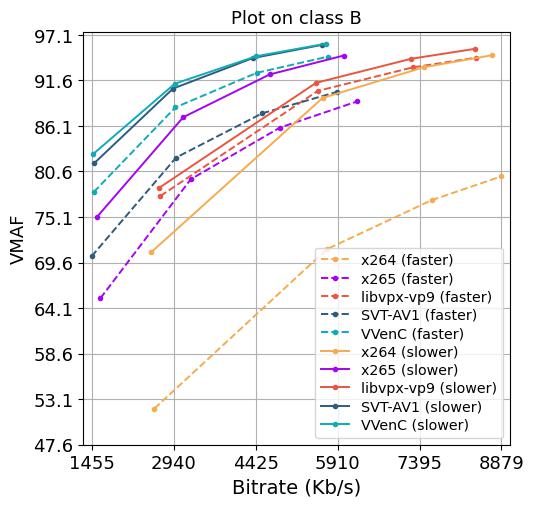 Plot on class B
97.1
91.6
86.1
80.6
75.1
69.6
64.1
58.6
53.1
47.6
VMAF
x264 (faster)
x265 (faster)
libvpx-vp9 (faster)
SVT-AV1 (faster)
VVenC (faster)
x264 (slower)
x265 (slower)
libvpx-vp9 (slower)
SVT-AV1 (slower)
VVenC (slower)
1455 2940 4425 5910 7395 8879
Bitrate (Kb/s)